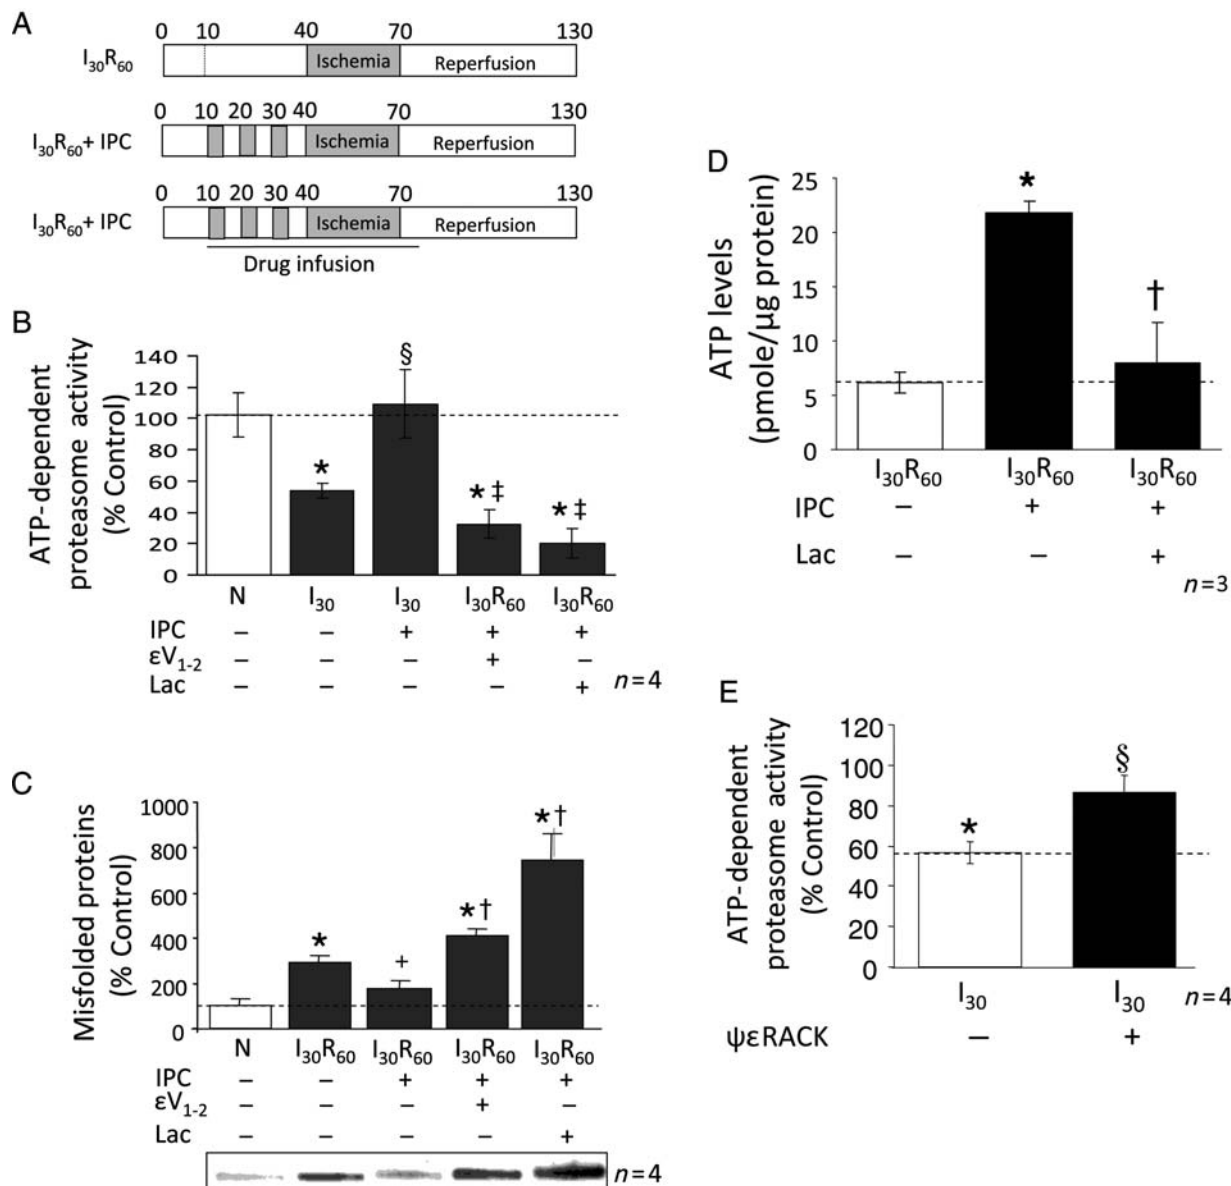 A
0 10 40 70 130
I30R60 Ischemia Reperfusion
0 10 20 30 40 70 130
I30R60+ IPC Ischemia Reperfusion
0 10 20 30 40 70 130
I30R60+ IPC Ischemia Reperfusion
Drug infusion
B
ATP-dependent
proteasome activity
(% Control)
140
120
100
80
60
40
20
0
*
§
* ‡
* ‡
N I30 I30 I30R60 I30R60
IPC – – + + +
εV1-2 – – – + –
Lac – – – – +
n=4
C
Misfolded proteins
(% Control)
1000
800
600
400
200
0
*
+
* †
* †
N I30R60 I30R60 I30R60 I30R60
IPC – – + + +
εV1-2 – – – + –
Lac – – – – +
n=4
D
ATP levels
(pmole/µg protein)
25
20
15
10
5
0
*
†
I30R60 I30R60 I30R60
IPC – + +
Lac – – +
n=3
E
ATP-dependent
proteasome activity
(% Control)
120
100
80
60
40
20
0
*
§
I30 I30
n=4
ψεRACK – +